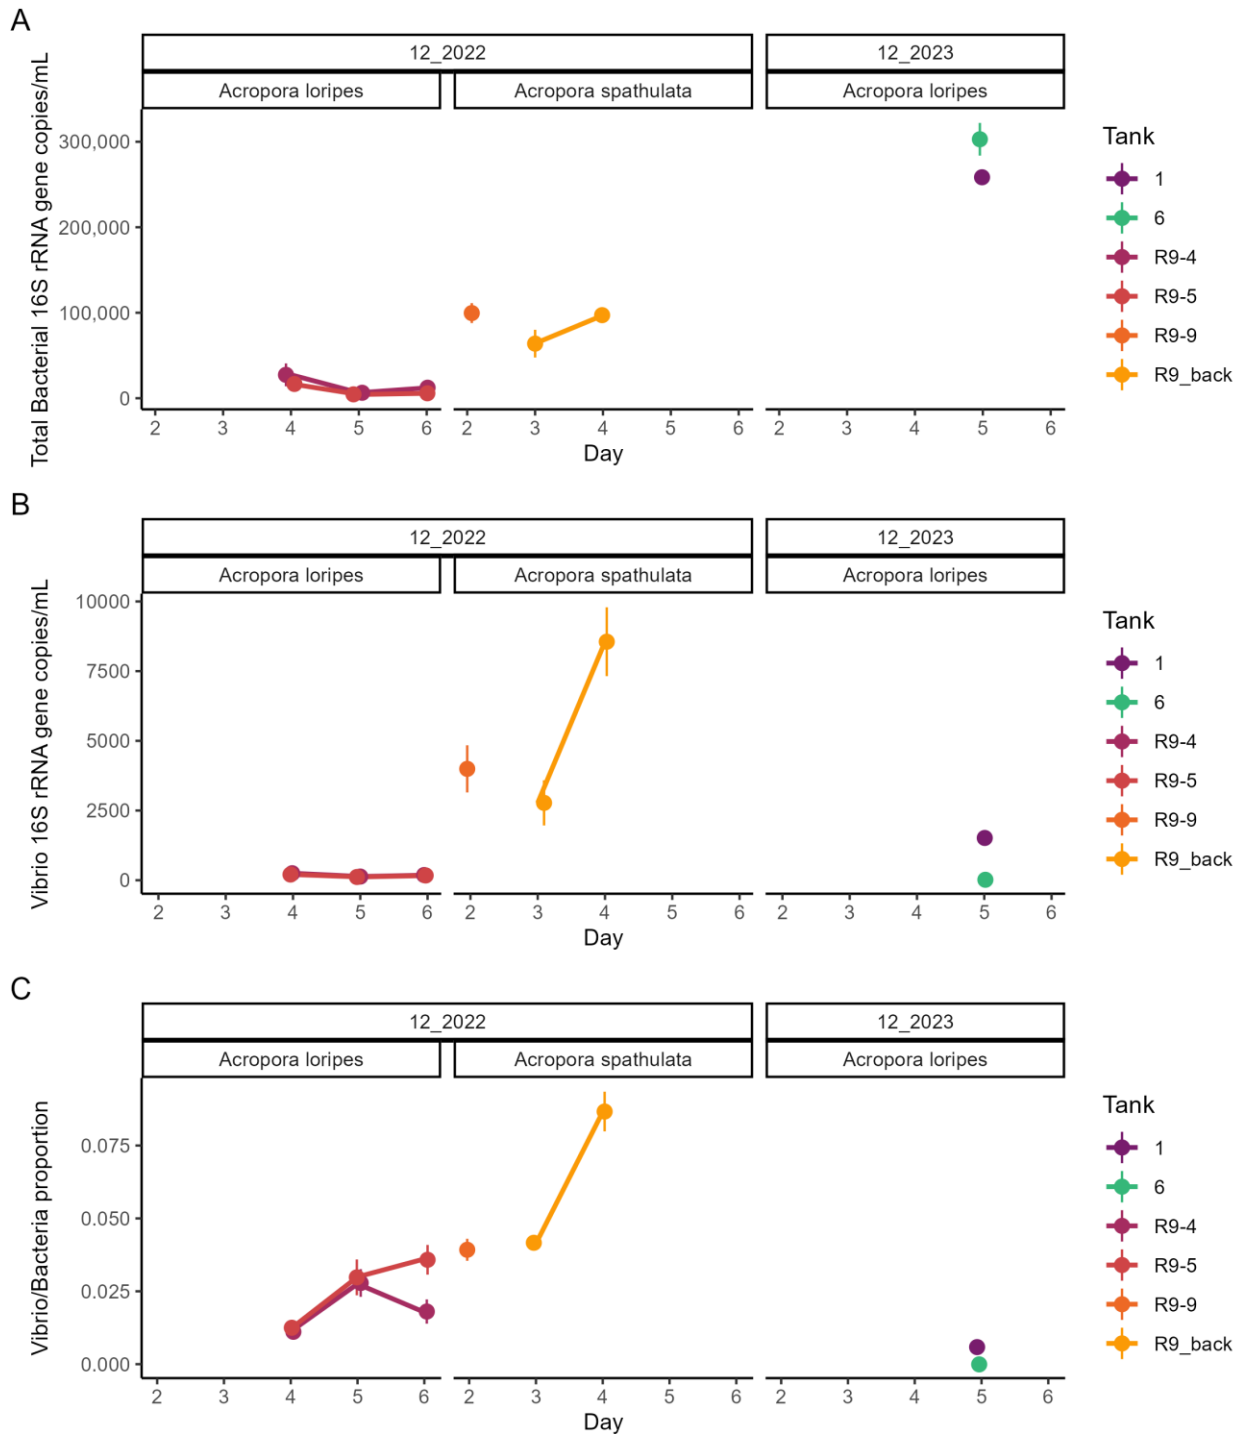 A
12_2022 12_2023
Acropora loripes Acropora spathulata Acropora loripes
Total Bacterial 16S rRNA gene copies/mL
300,000
200,000
100,000
0
2 3 4 5 6 2 3 4 5 6 2 3 4 5 6
Day
Tank
1
6
R9-4
R9-5
R9-9
R9_back
B
12_2022 12_2023
Acropora loripes Acropora spathulata Acropora loripes
Vibrio 16S rRNA gene copies/mL
10000
7500
5000
2500
0
2 3 4 5 6 2 3 4 5 6 2 3 4 5 6
Day
Tank
1
6
R9-4
R9-5
R9-9
R9_back
C
12_2022 12_2023
Acropora loripes Acropora spathulata Acropora loripes
Vibrio/Bacteria proportion
0.075
0.050
0.025
0.000
2 3 4 5 6 2 3 4 5 6 2 3 4 5 6
Day
Tank
1
6
R9-4
R9-5
R9-9
R9_back